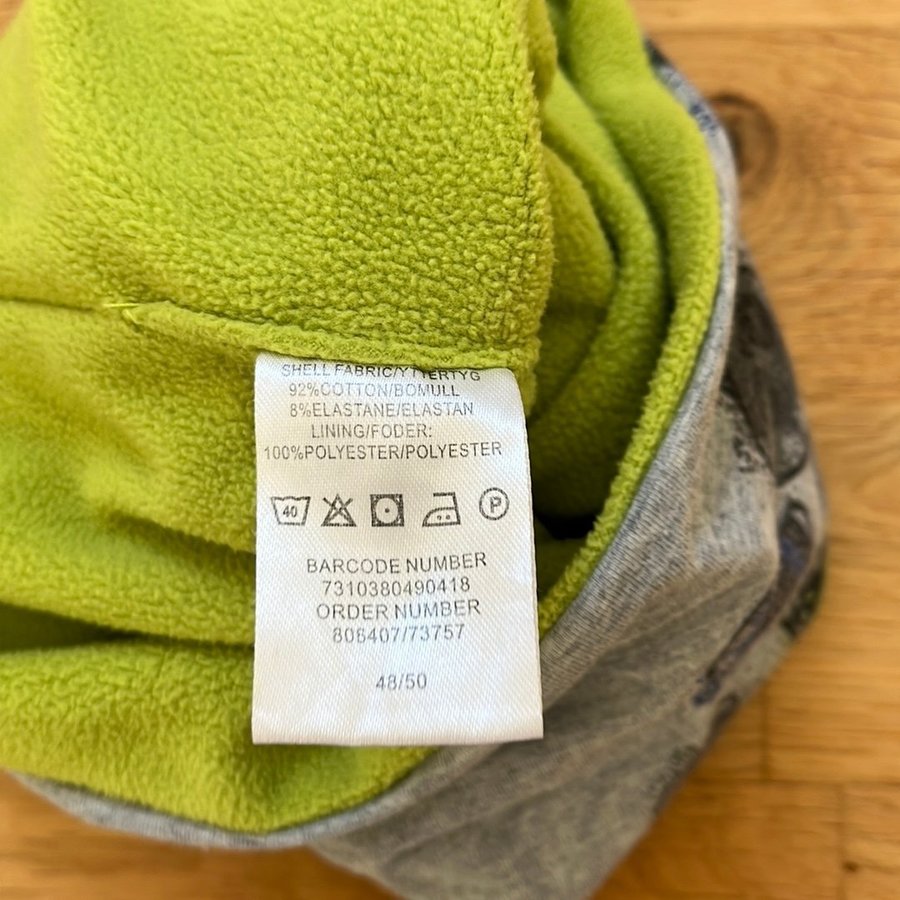 SHELL FABRIC/YTTERTYG
92%COTTON/BOMULL
8%ELASTANE/ELASTAN
LINING/FODER:
100%POLYESTER/POLYESTER
40 P
BARCODE NUMBER
7310380490418
ORDER NUMBER
808407/73757
48/50